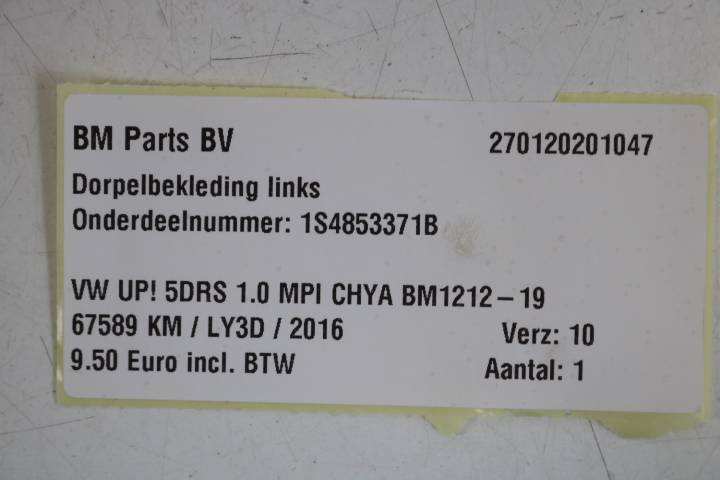 BM Parts BV 270120201047
Dorpelbekleding links
Onderdeelnummer: 1S4853371B
VW UP! 5DRS 1.0 MPI CHYA BM1212-19
67589 KM / LY3D / 2016 Verz: 10
9.50 Euro incl. BTW Aantal: 1